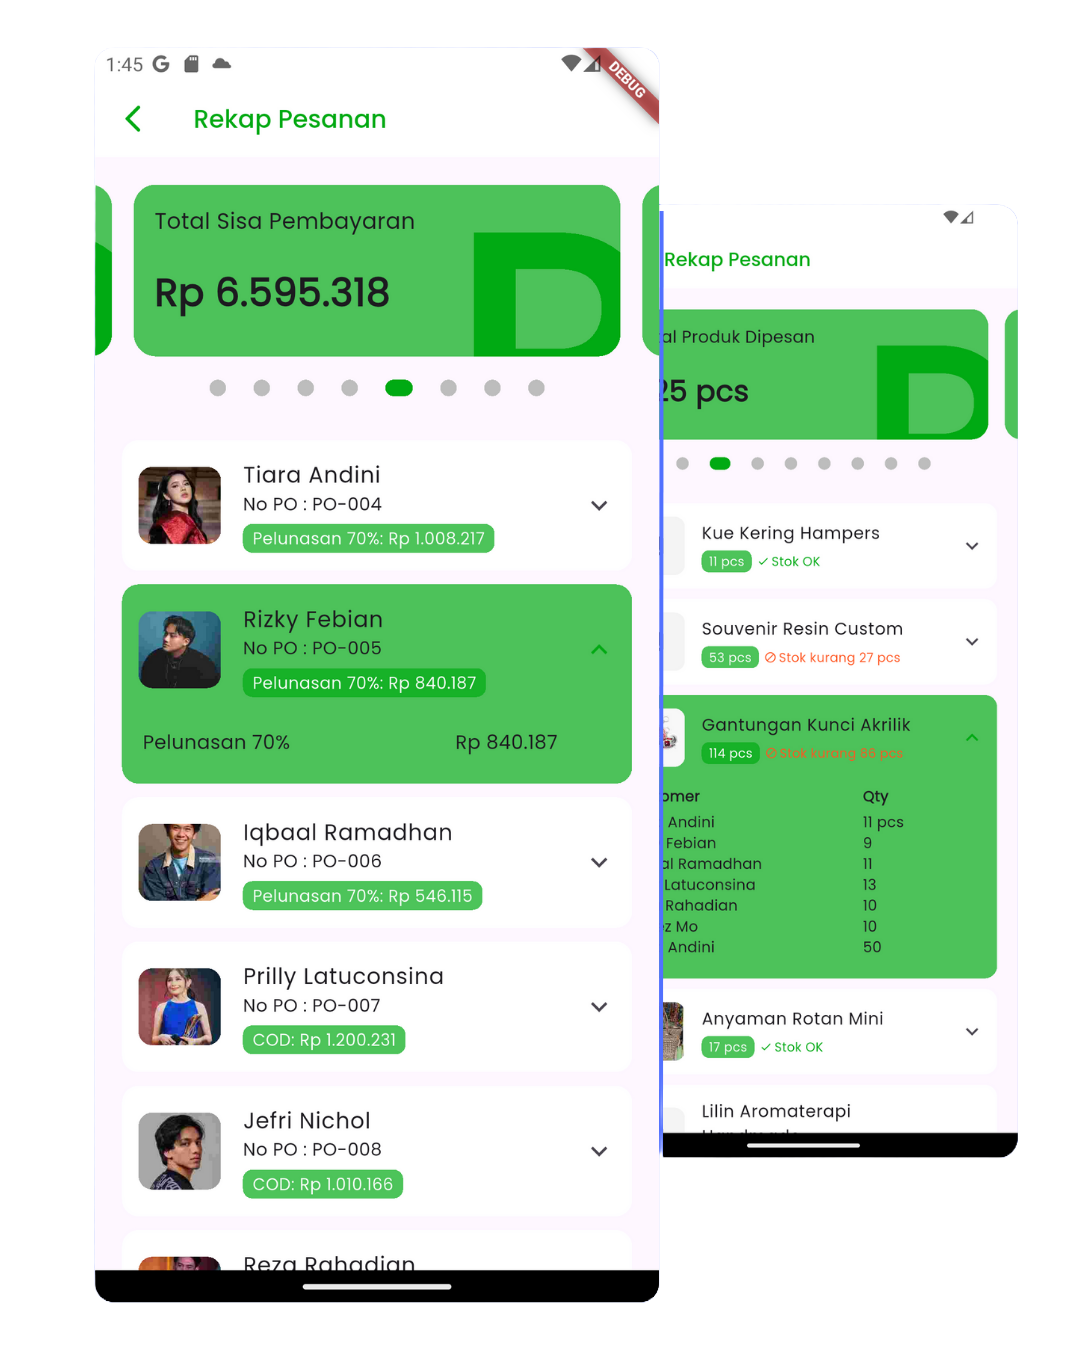 1:45
DEBUG
Rekap Pesanan
Total Sisa Pembayaran
Rp 6.595.318
Tiara Andini
No PO : PO-004
Pelunasan 70%: Rp 1.008.217
Rizky Febian
No PO : PO-005
Pelunasan 70%: Rp 840.187
Pelunasan 70% Rp 840.187
Iqbaal Ramadhan
No PO : PO-006
Pelunasan 70%: Rp 546.115
Prilly Latuconsina
No PO : PO-007
COD: Rp 1.200.231
Jefri Nichol
No PO : PO-008
COD: Rp 1.010.166
Reza Rahadian
Rekap Pesanan
al Produk Dipesan
25 pcs
Kue Kering Hampers
11 pcs Stok OK
Souvenir Resin Custom
53 pcs Stok kurang 27 pcs
Gantungan Kunci Akrilik
114 pcs Stok kurang 86 pcs
omer Qty
Andini 11 pcs
Febian 9
al Ramadhan 11
Latuconsina 13
Rahadian 10
z Mo 10
Andini 50
Anyaman Rotan Mini
17 pcs Stok OK
Lilin Aromaterapi